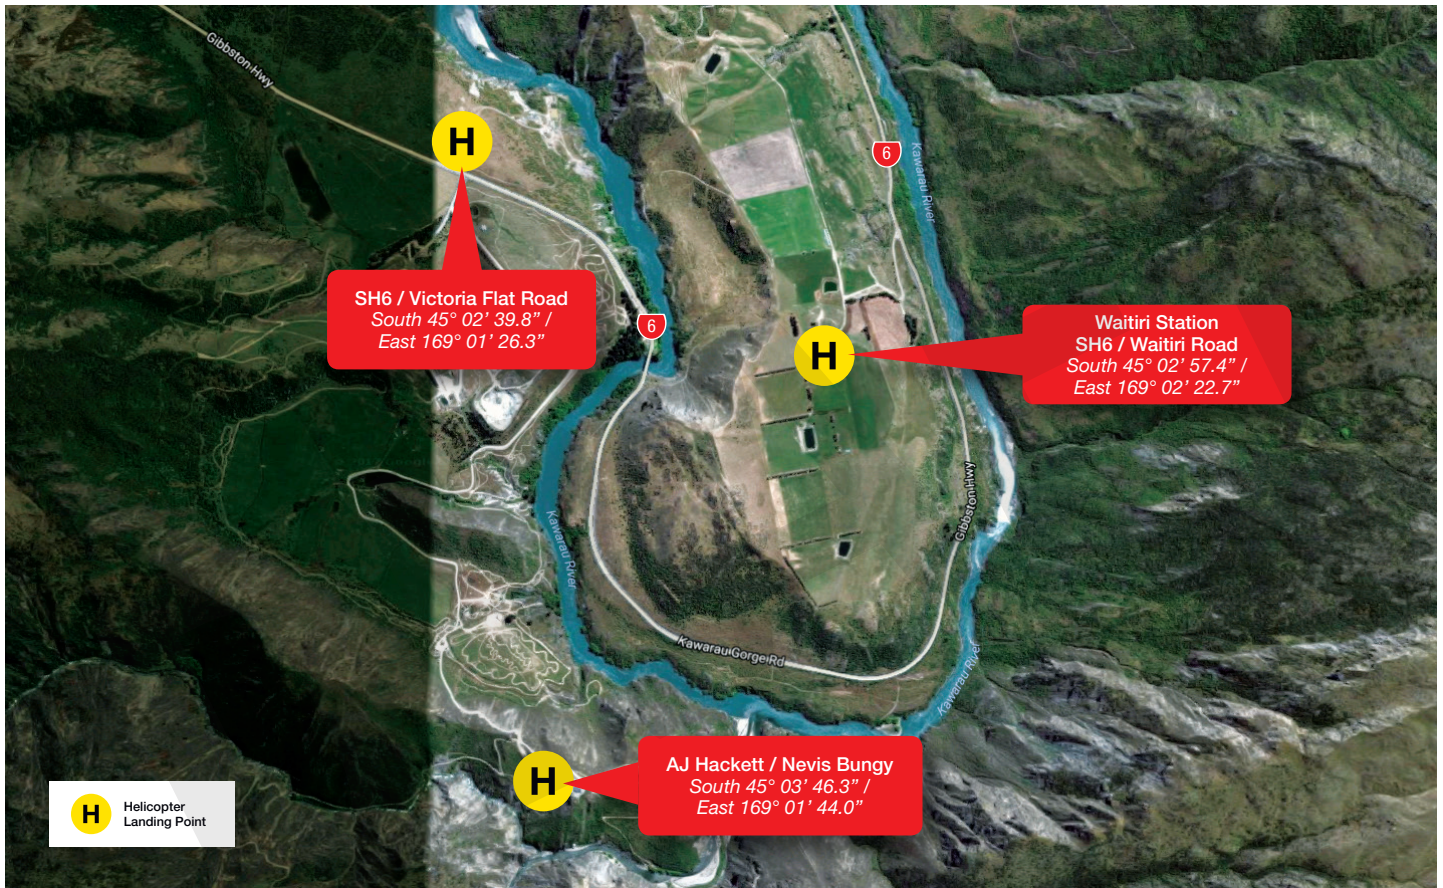 Gibbston Hwy
H
6
Kawarau River
SH6 / Victoria Flat Road
South 45° 02’ 39.8” /
East 169° 01’ 26.3”
6
H
Waitiri Station
SH6 / Waitiri Road
South 45° 02’ 57.4” /
East 169° 02’ 22.7”
Gibbston Hwy
Kawarau River
Kawarau Gorge Rd
Kawarau River
H
AJ Hackett / Nevis Bungy
South 45° 03’ 46.3” /
East 169° 01’ 44.0”
H
Helicopter
Landing Point